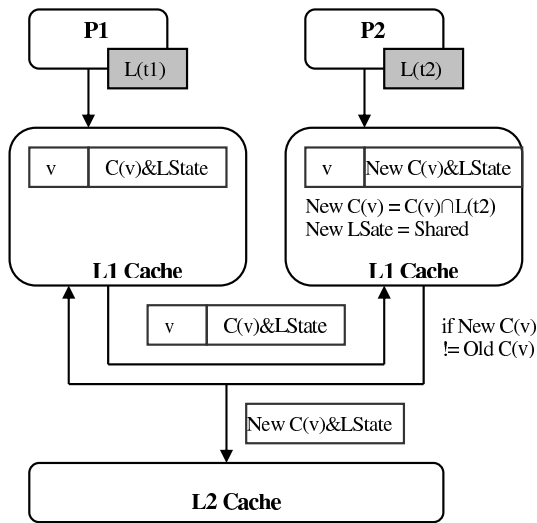 P1
P2
L(t1)
L(t2)
v
C(v)&LState
v
New C(v)&LState
New C(v) = C(v)∩L(t2)
New LSate = Shared
L1 Cache
L1 Cache
v
C(v)&LState
if New C(v)
!= Old C(v)
New C(v)&LState
L2 Cache